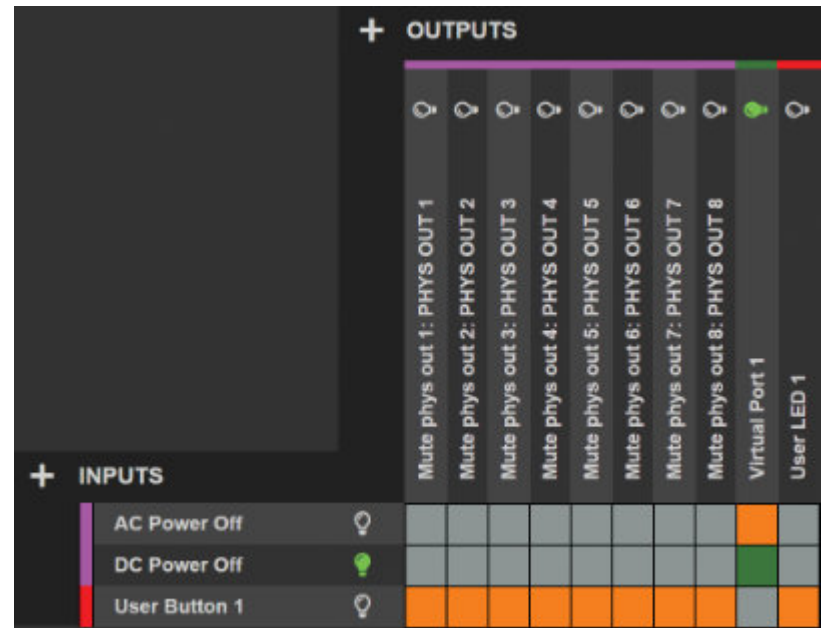 + OUTPUTS
Mute phys out 1: PHYS OUT 1
Mute phys out 2: PHYS OUT 2
Mute phys out 3: PHYS OUT 3
Mute phys out 4: PHYS OUT 4
Mute phys out 5: PHYS OUT 5
Mute phys out 6: PHYS OUT 6
Mute phys out 7: PHYS OUT 7
Mute phys out 8: PHYS OUT 8
Virtual Port 1
User LED 1
+ INPUTS
AC Power Off
DC Power Off
User Button 1